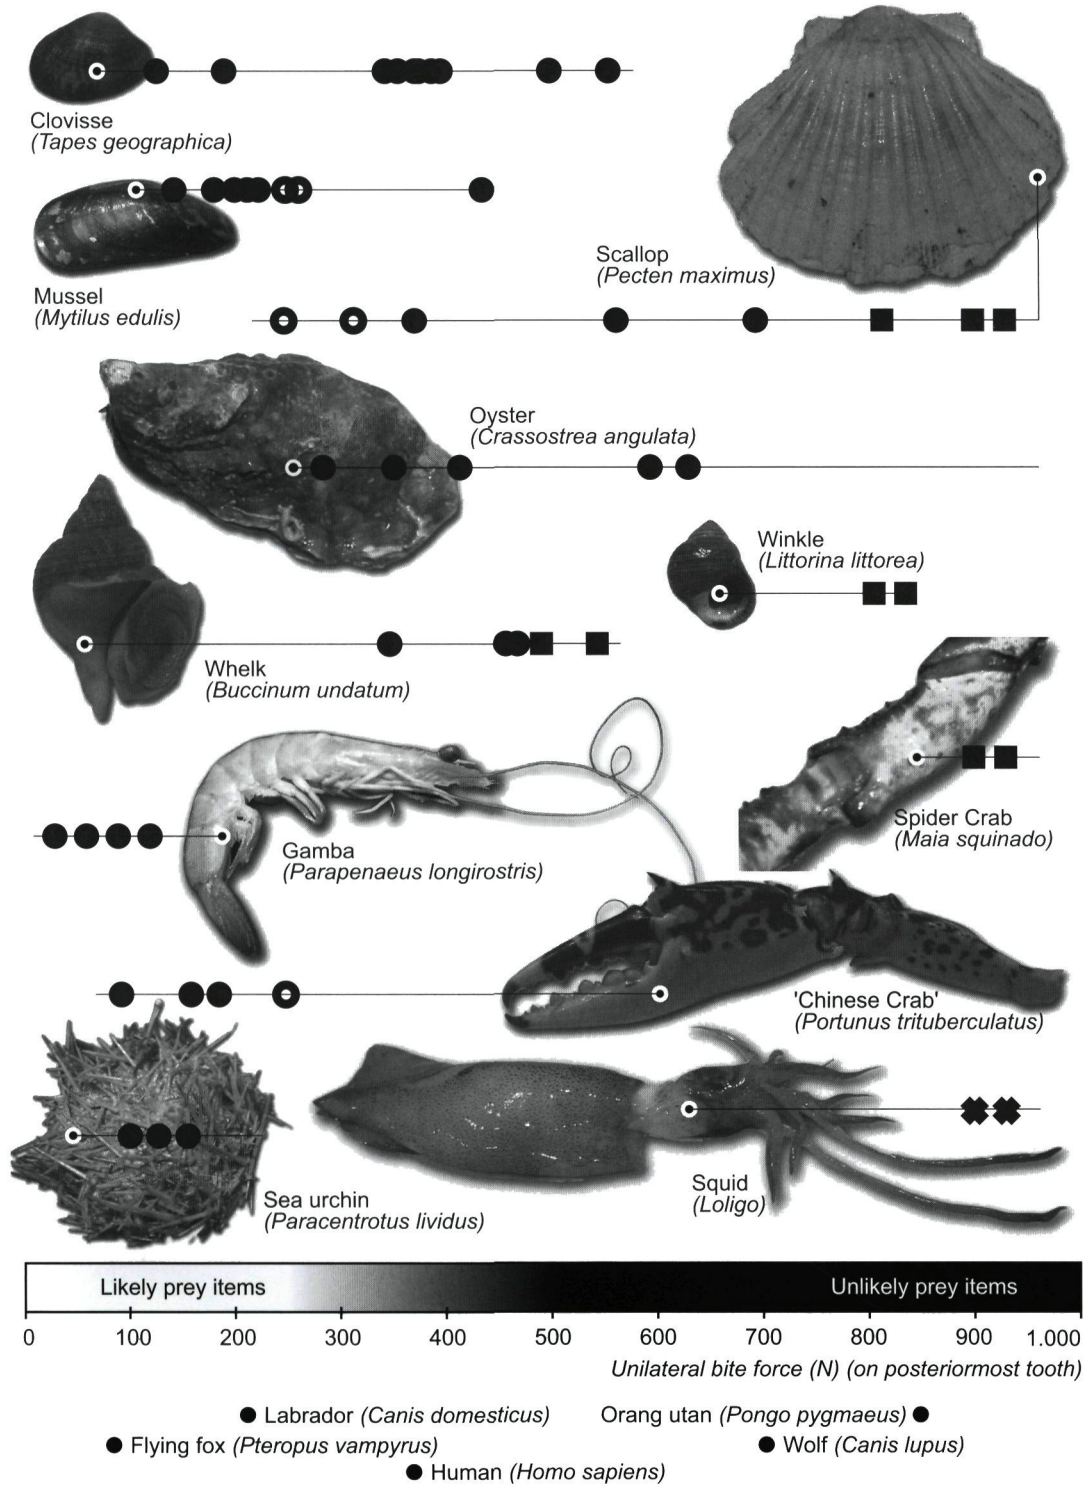 Clovisse
(Tapes geographica)
Mussel
(Mytilus edulis)
Scallop
(Pecten maximus)
Oyster
(Crassostrea angulata)
Winkle
(Littorina littorea)
Whelk
(Buccinum undatum)
Spider Crab
(Maia squinado)
Gamba
(Parapenaeus longirostris)
'Chinese Crab'
(Portunus trituberculatus)
Squid
(Loligo)
Sea urchin
(Paracentrotus lividus)
Likely prey items Unlikely prey items
0 100 200 300 400 500 600 700 800 900 1.000
Unilateral bite force (N) (on posteriormost tooth)
Labrador (Canis domesticus) Orang utan (Pongo pygmaeus)
Flying fox (Pteropus vampyrus) Wolf (Canis lupus)
Human (Homo sapiens)